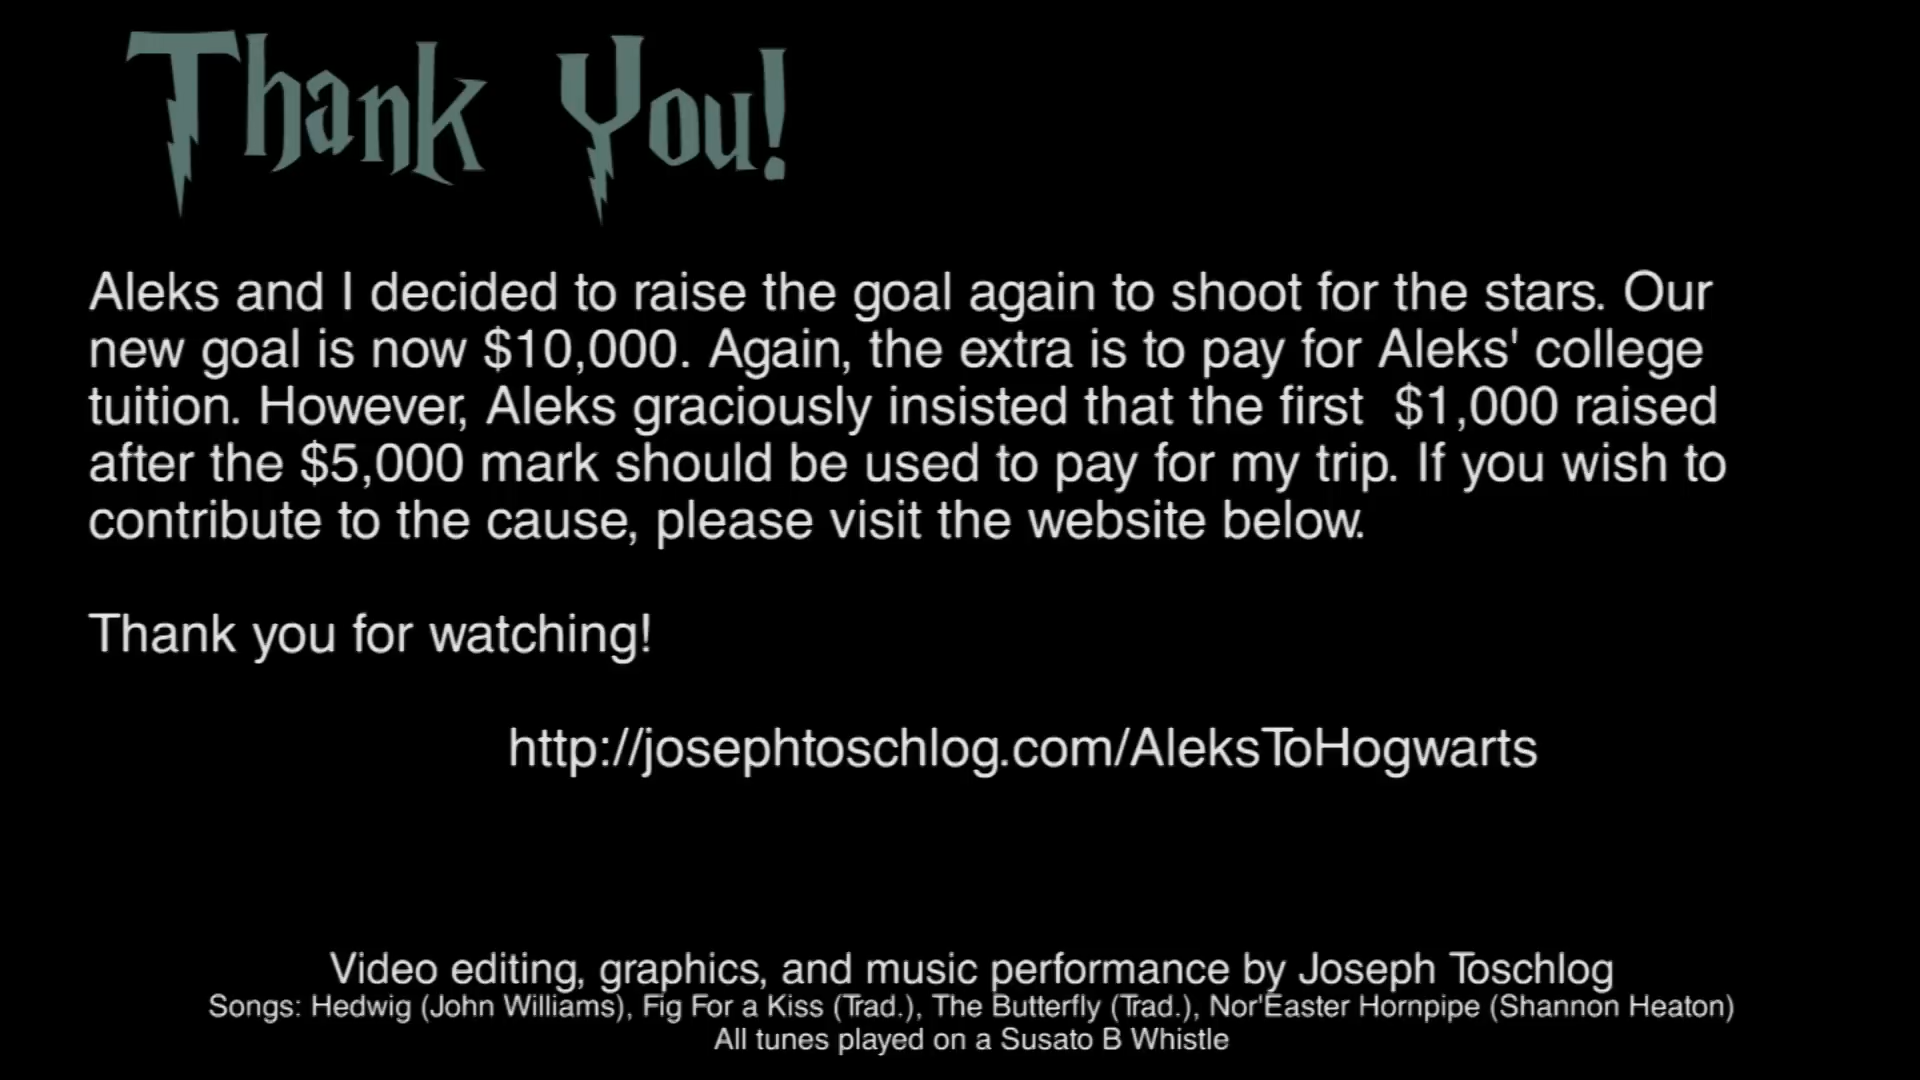 Thank You!
Aleks and I decided to raise the goal again to shoot for the stars. Our
new goal is now $10,000. Again, the extra is to pay for Aleks' college
tuition. However, Aleks graciously insisted that the first  $1,000 raised
after the $5,000 mark should be used to pay for my trip. If you wish to
contribute to the cause, please visit the website below.
Thank you for watching!
http://josephtoschlog.com/AleksToHogwarts
Video editing, graphics, and music performance by Joseph Toschlog
Songs: Hedwig (John Williams), Fig For a Kiss (Trad.), The Butterfly (Trad.), Nor'Easter Hornpipe (Shannon Heaton)
All tunes played on a Susato B Whistle